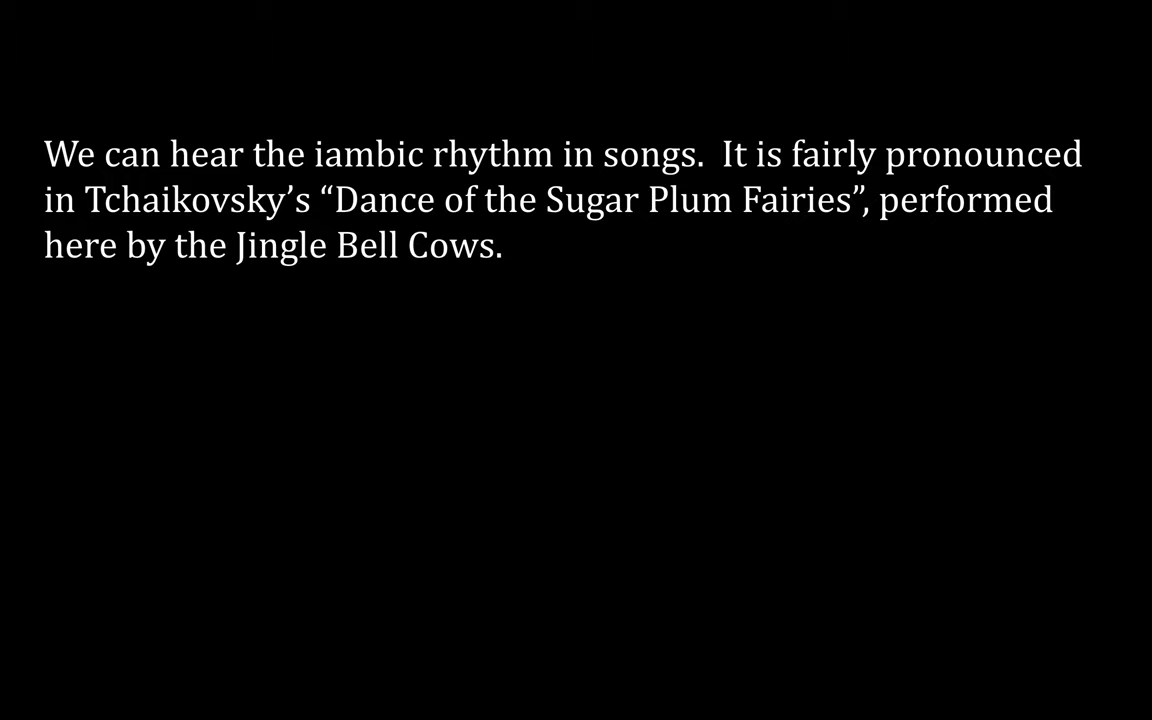 We can hear the iambic rhythm in songs.  It is fairly pronounced
in Tchaikovsky’s “Dance of the Sugar Plum Fairies”, performed
here by the Jingle Bell Cows.